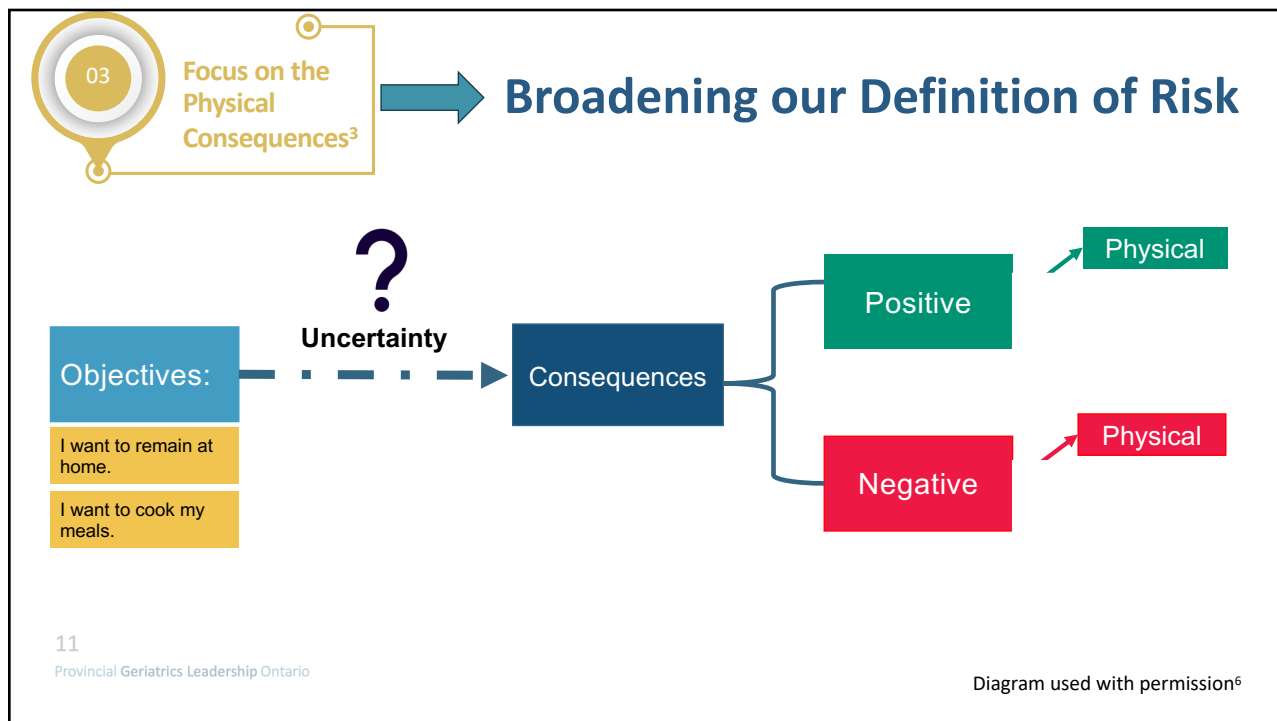 03
Focus on the
Physical
Consequences³
Broadening our Definition of Risk
?
Uncertainty
Objectives:
I want to remain at
home.
I want to cook my
meals.
Consequences
Positive
Physical
Negative
Physical
11
Provincial Geriatrics Leadership Ontario
Diagram used with permission⁶